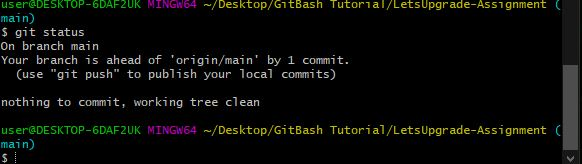 user@DESKTOP-6DAF2UK MINGW64 ~/Desktop/GitBash Tutorial/LetsUpgrade-Assignment (
main)
$ git status
On branch main
Your branch is ahead of 'origin/main' by 1 commit.
  (use "git push" to publish your local commits)

nothing to commit, working tree clean

user@DESKTOP-6DAF2UK MINGW64 ~/Desktop/GitBash Tutorial/LetsUpgrade-Assignment (
main)
$